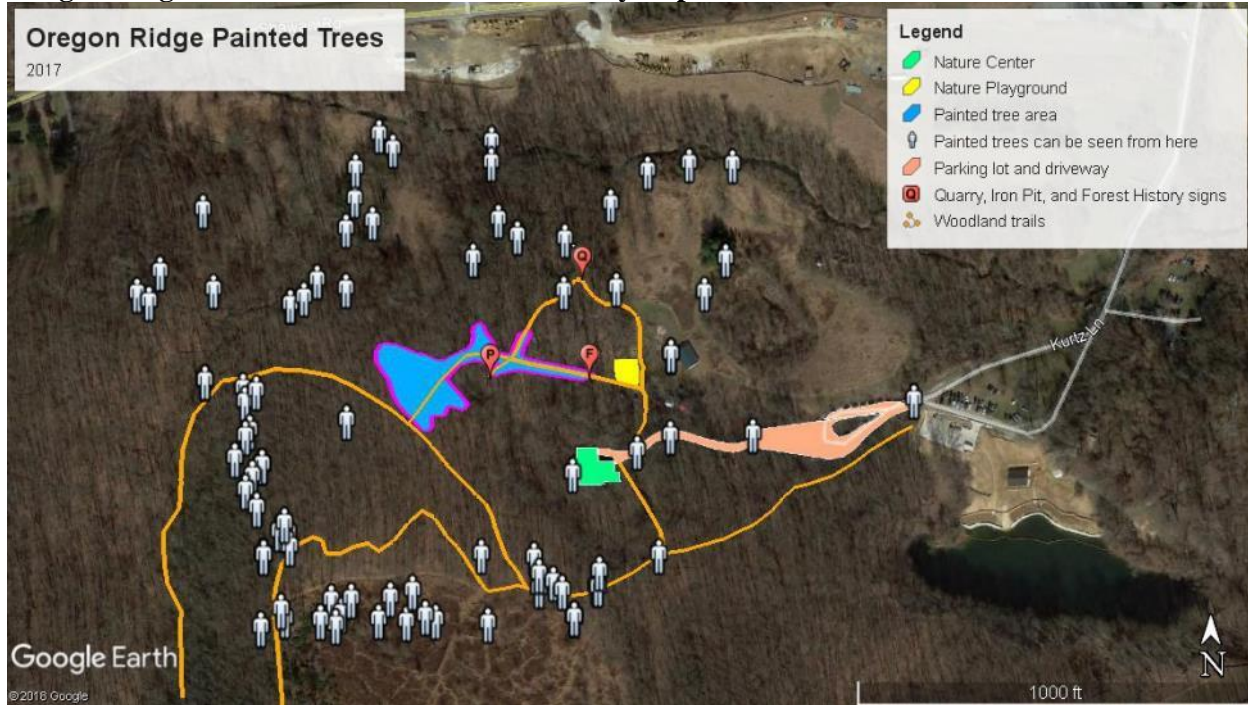 Oregon Ridge Painted Trees
2017
Legend
Nature Center
Nature Playground
Painted tree area
Painted trees can be seen from here
Parking lot and driveway
Q Quarry, Iron Pit, and Forest History signs
Woodland trails
Q
P
F
Kurtz Ln
Google Earth
©2018 Google
N
1000 ft